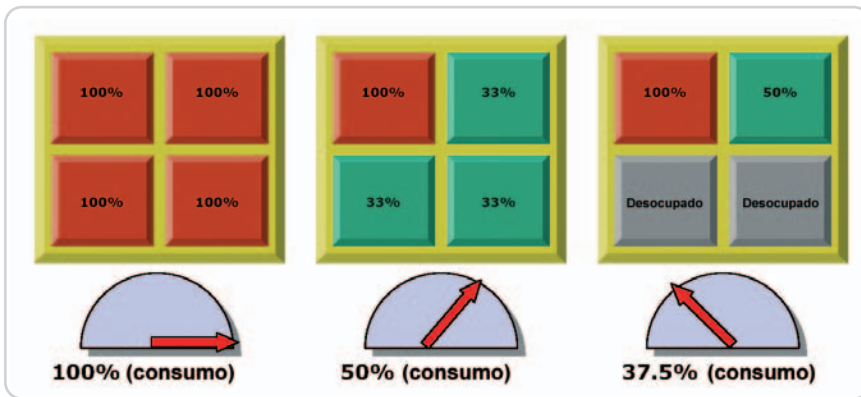 100% 100%
100% 100%
100% (consumo)
100% 33%
33% 33%
50% (consumo)
100% 50%
Desocupado Desocupado
37.5% (consumo)